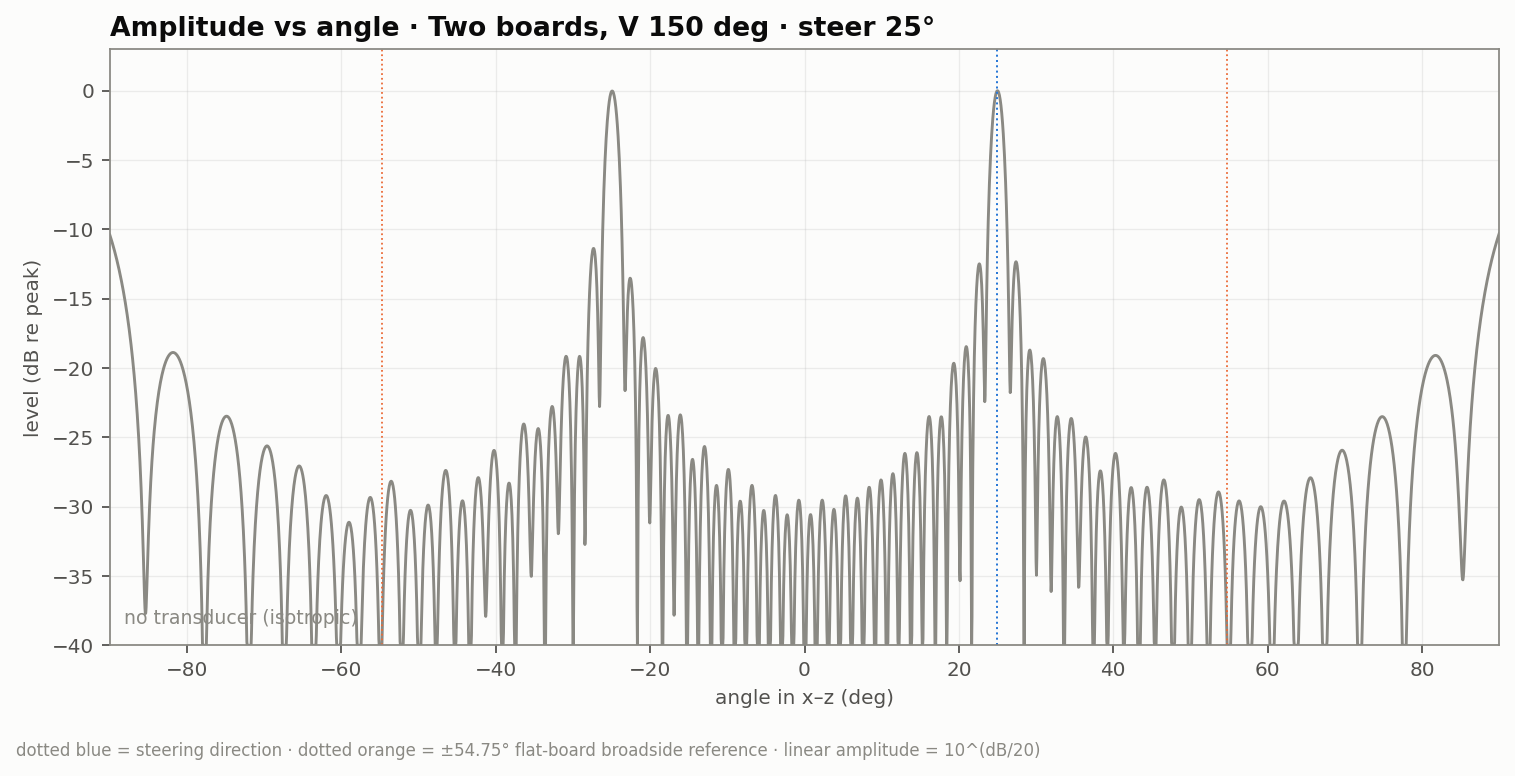 Amplitude vs angle · Two boards, V 150 deg · steer 25°
level (dB re peak)
0
−5
−10
−15
−20
−25
−30
−35
−40
no transducer (isotropic)
−80 −60 −40 −20 0 20 40 60 80
angle in x–z (deg)
dotted blue = steering direction · dotted orange = ±54.75° flat-board broadside reference · linear amplitude = 10^(dB/20)